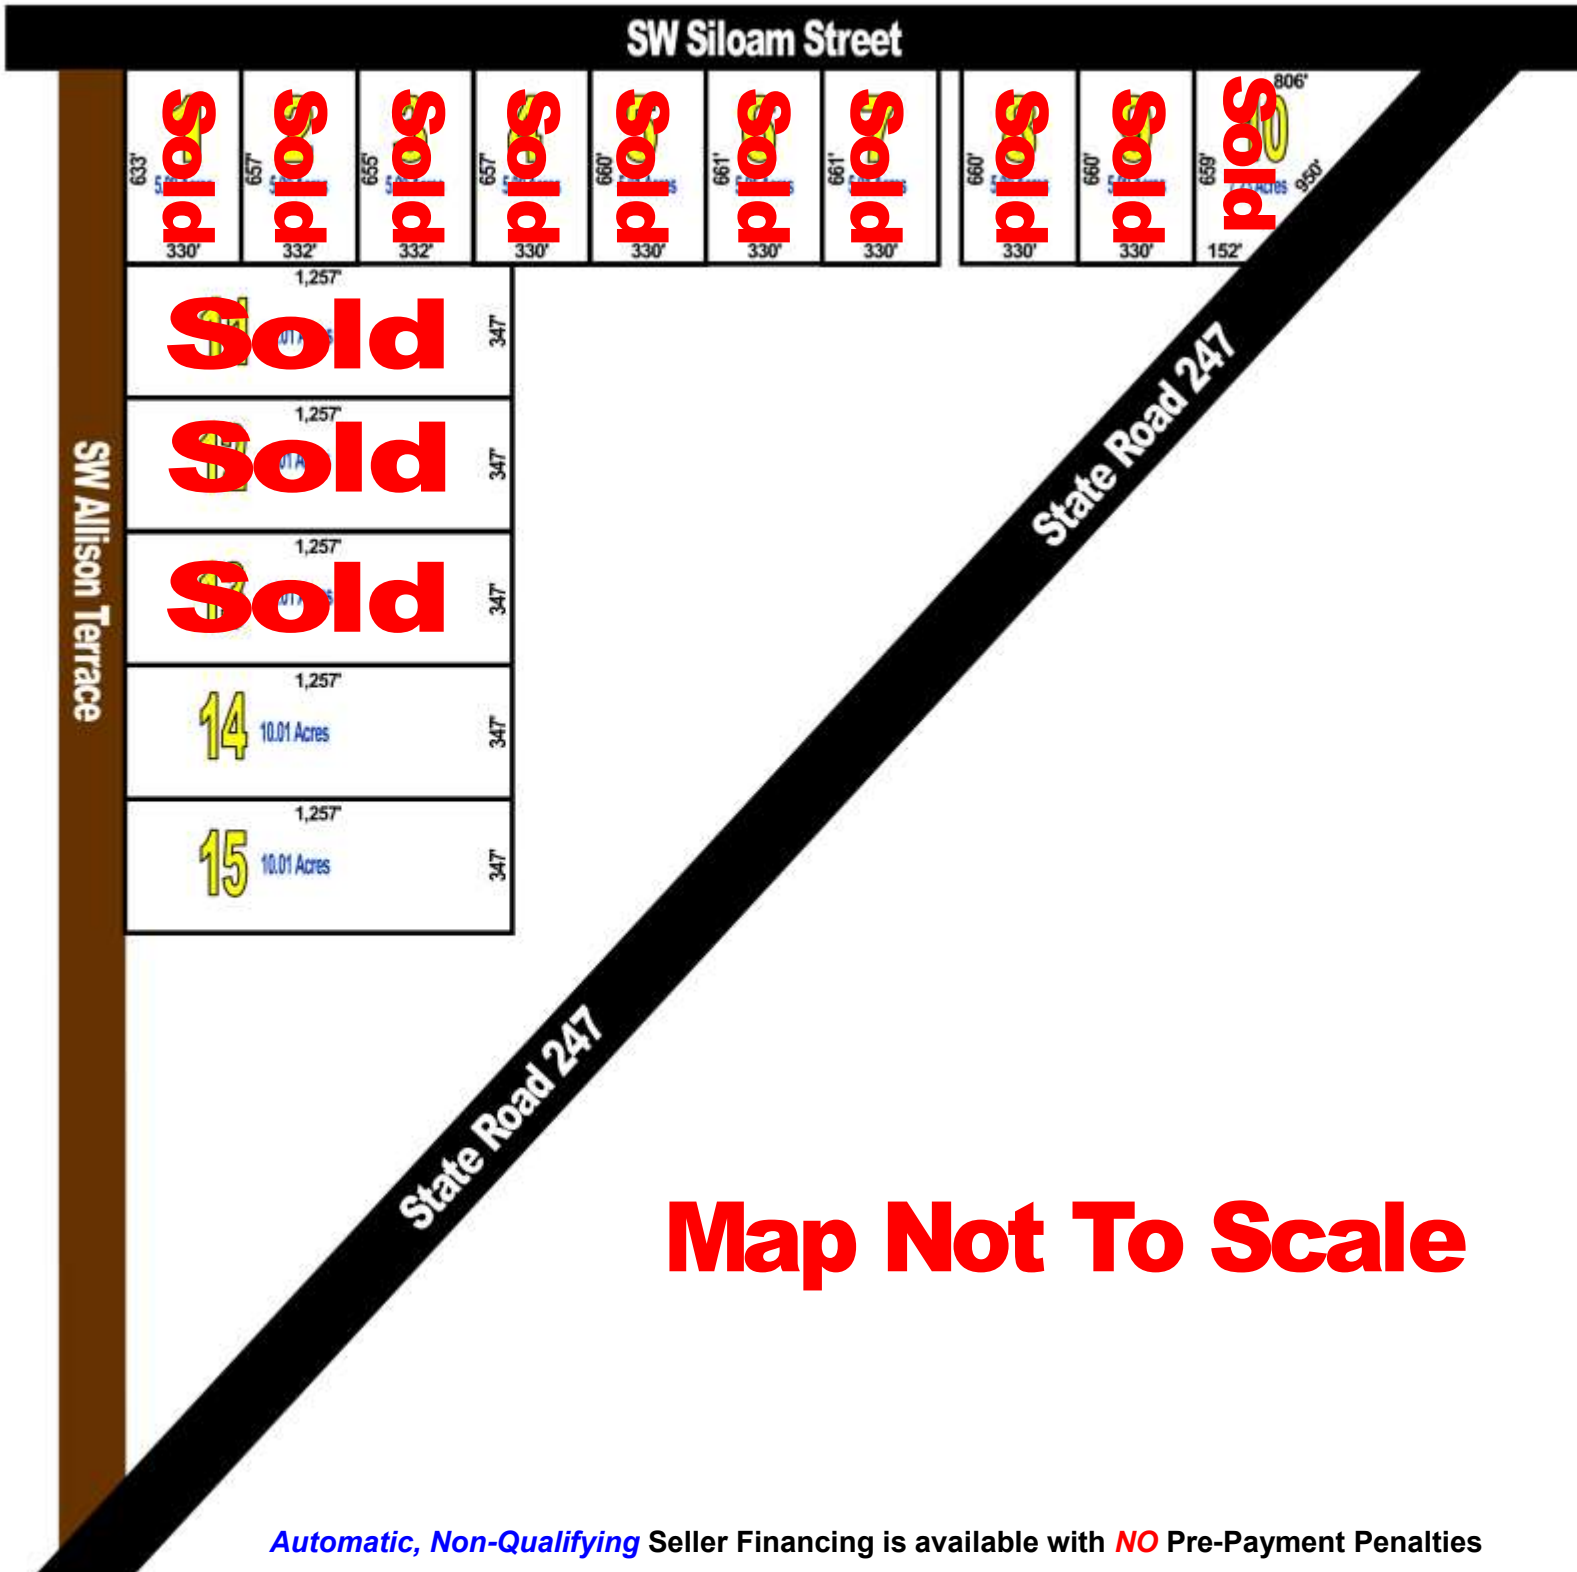 SW Siloam Street
806'
Sold Sold Sold Sold Sold Sold Sold Sold Sold Sold
10
633' 657' 655' 657' 660' 661' 661' 660' 660' 659' 950'
Acres
330' 332' 332' 330' 330' 330' 330' 330' 330' 152'
1,257'
Sold
347'
1,257'
Sold
347'
1,257'
Sold
347'
1,257'
14 10.01 Acres
347'
1,257'
15 10.01 Acres
347'
SW Allison Terrace
State Road 247
State Road 247
Map Not To Scale
Automatic, Non-Qualifying Seller Financing is available with NO Pre-Payment Penalties